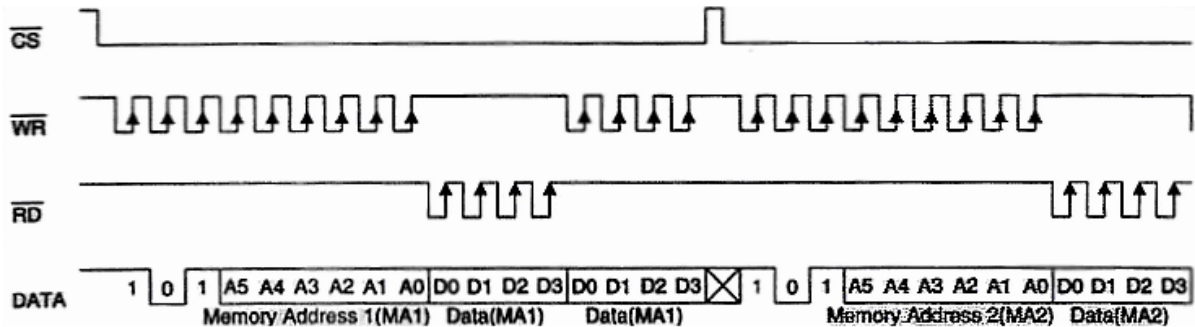 CS
WR
RD
DATA 1 0 1 A5 A4 A3 A2 A1 A0 D0 D1 D2 D3 D0 D1 D2 D3 1 0 1 A5 A4 A3 A2 A1 A0 D0 D1 D2 D3
Memory Address 1(MA1) Data(MA1) Data(MA1) Memory Address 2(MA2) Data(MA2)